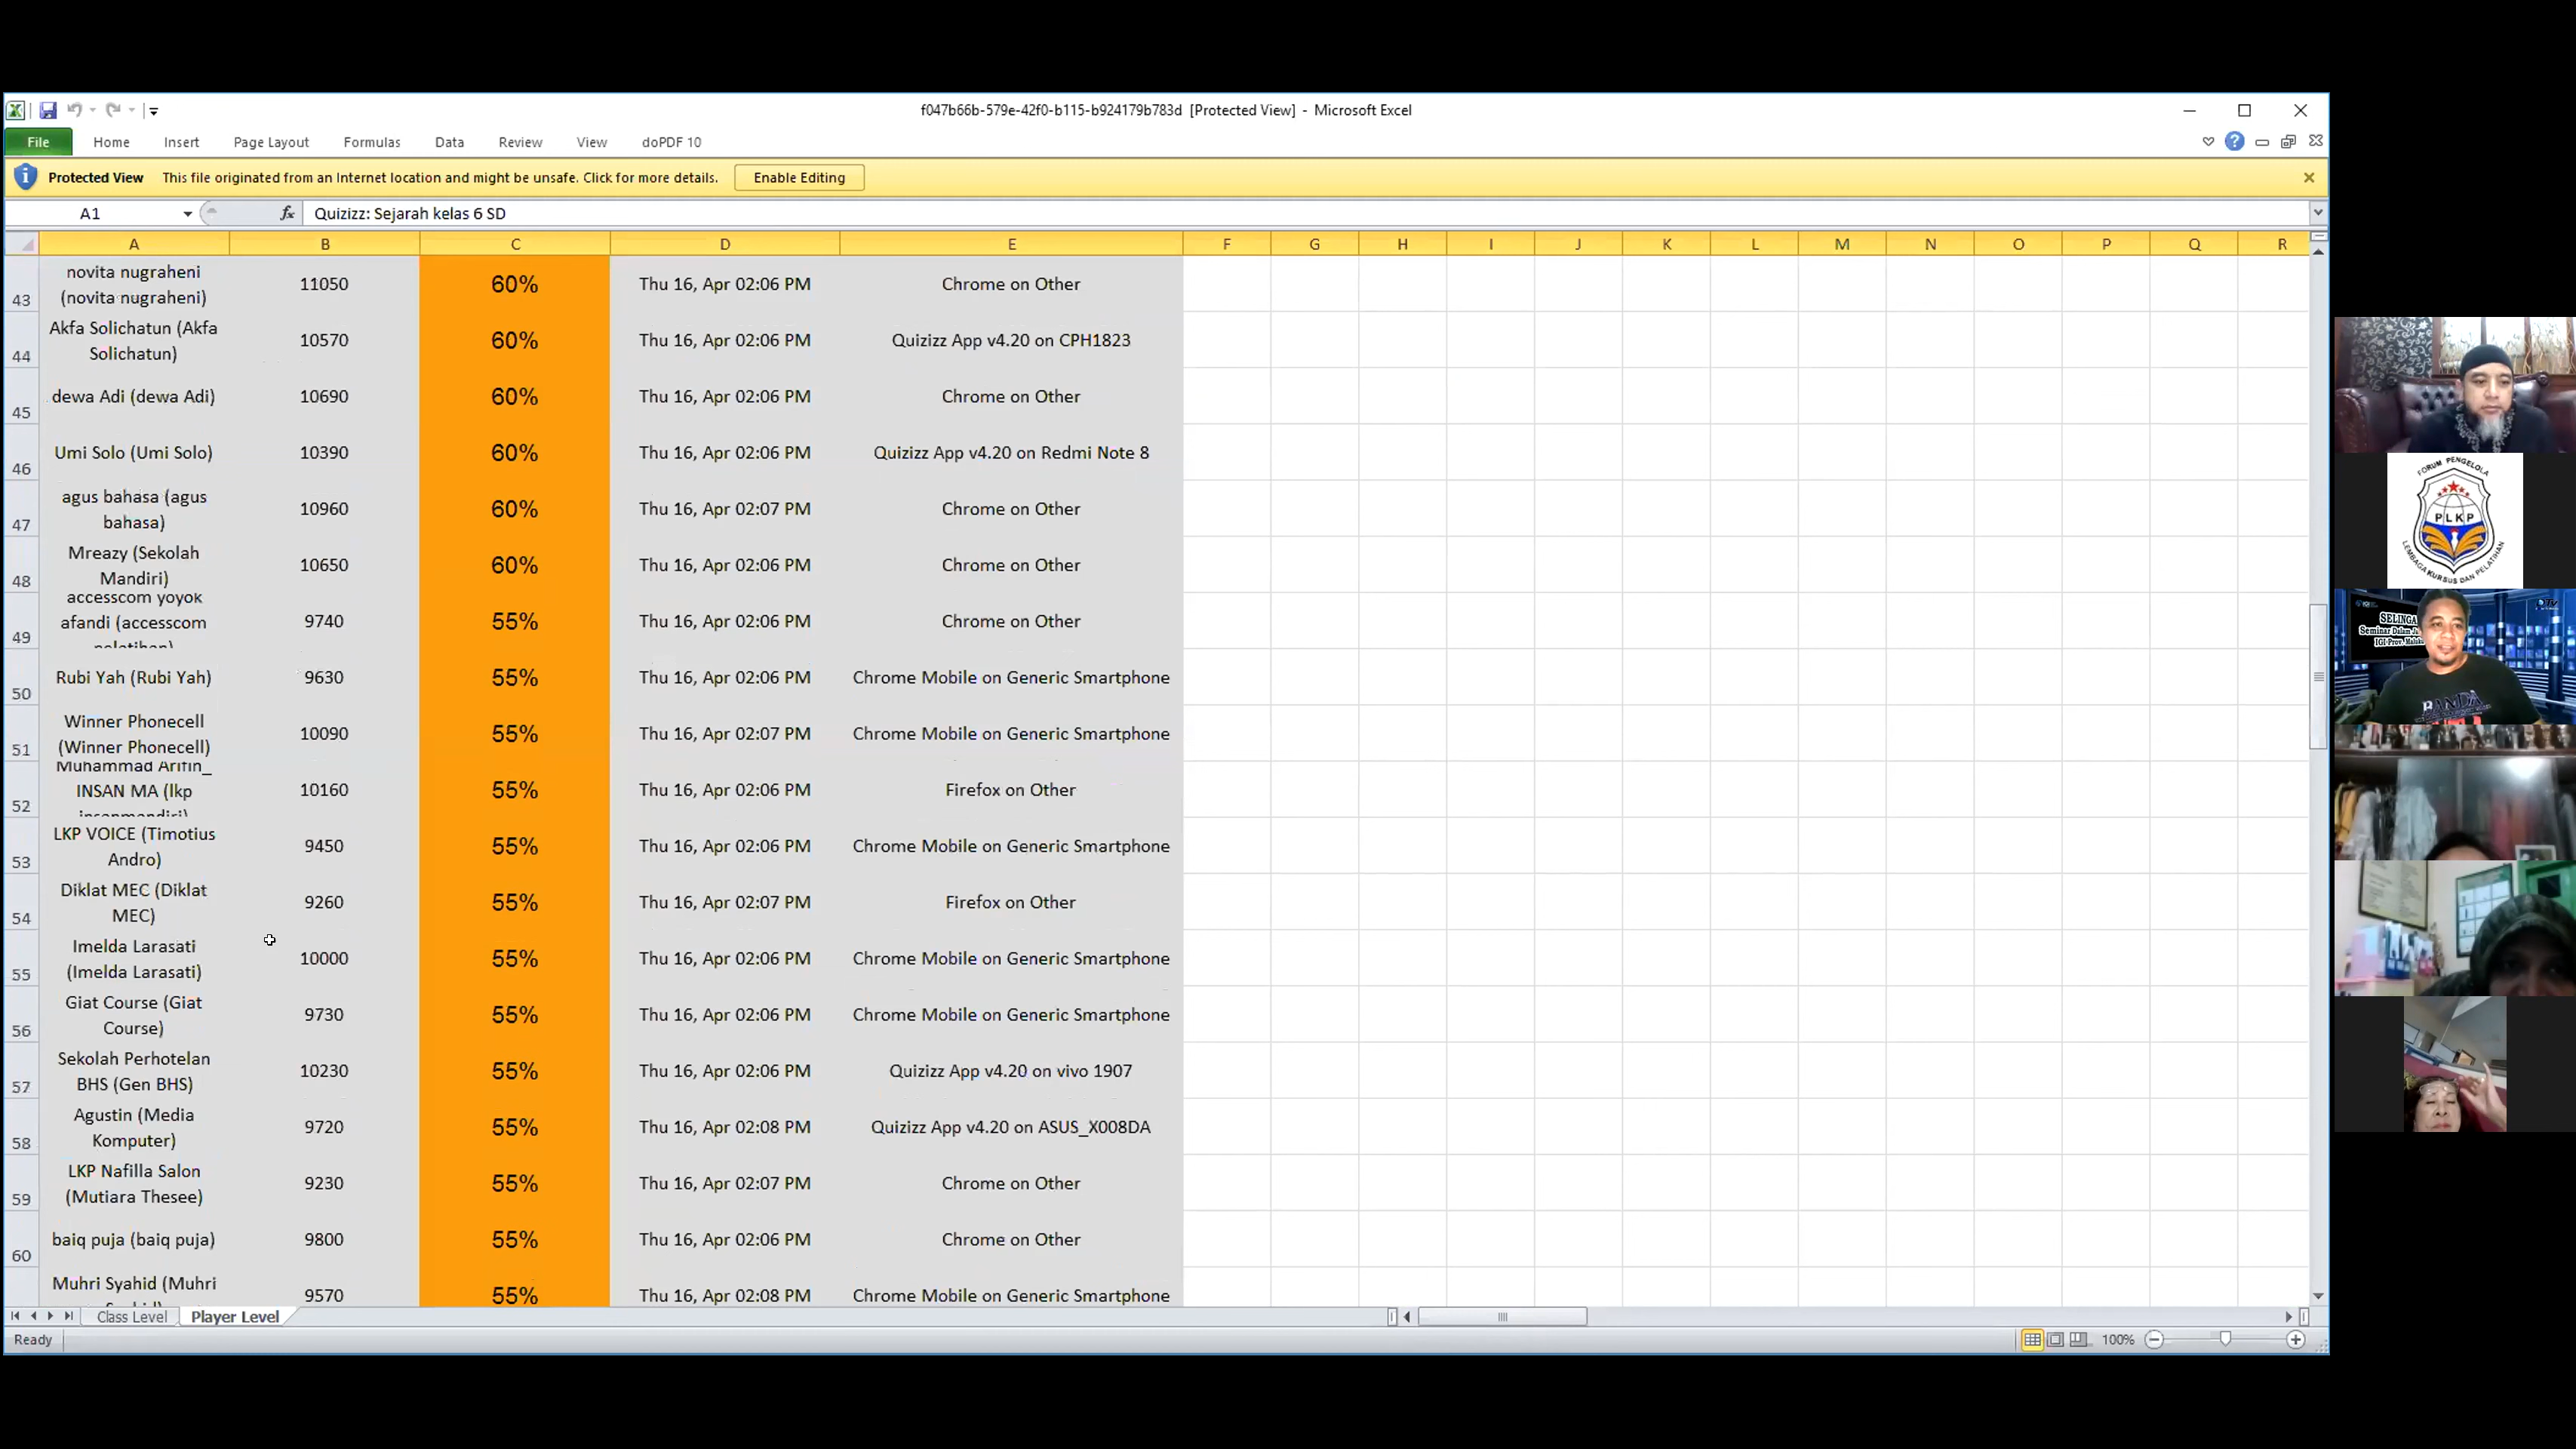 f047b66b-579e-42f0-b115-b924179b783d [Protected View] - Microsoft Excel
File Home Insert Page Layout Formulas Data Review View doPDF 10
Protected View This file originated from an Internet location and might be unsafe. Click for more details. Enable Editing
A1 fx Quizizz: Sejarah kelas 6 SD
A B C D E F G H I J K L M N O P Q R
novita nugraheni
43 (novita nugraheni) 11050 60% Thu 16, Apr 02:06 PM Chrome on Other
Akfa Solichatun (Akfa
44 Solichatun) 10570 60% Thu 16, Apr 02:06 PM Quizizz App v4.20 on CPH1823
45 dewa Adi (dewa Adi) 10690 60% Thu 16, Apr 02:06 PM Chrome on Other
46 Umi Solo (Umi Solo) 10390 60% Thu 16, Apr 02:06 PM Quizizz App v4.20 on Redmi Note 8
agus bahasa (agus
47 bahasa) 10960 60% Thu 16, Apr 02:07 PM Chrome on Other
Mreazy (Sekolah
48 Mandiri) 10650 60% Thu 16, Apr 02:06 PM Chrome on Other
accesscom yoyok
49 afandi (accesscom 9740 55% Thu 16, Apr 02:06 PM Chrome on Other
pelatihan)
50 Rubi Yah (Rubi Yah) 9630 55% Thu 16, Apr 02:06 PM Chrome Mobile on Generic Smartphone
Winner Phonecell
51 (Winner Phonecell) 10090 55% Thu 16, Apr 02:07 PM Chrome Mobile on Generic Smartphone
Muhammad Arifin_
52 INSAN MA (lkp 10160 55% Thu 16, Apr 02:06 PM Firefox on Other
insanmandiri)
LKP VOICE (Timotius
53 Andro) 9450 55% Thu 16, Apr 02:06 PM Chrome Mobile on Generic Smartphone
Diklat MEC (Diklat
54 MEC) 9260 55% Thu 16, Apr 02:07 PM Firefox on Other
Imelda Larasati
55 (Imelda Larasati) 10000 55% Thu 16, Apr 02:06 PM Chrome Mobile on Generic Smartphone
Giat Course (Giat
56 Course) 9730 55% Thu 16, Apr 02:06 PM Chrome Mobile on Generic Smartphone
Sekolah Perhotelan
57 BHS (Gen BHS) 10230 55% Thu 16, Apr 02:06 PM Quizizz App v4.20 on vivo 1907
Agustin (Media
58 Komputer) 9720 55% Thu 16, Apr 02:08 PM Quizizz App v4.20 on ASUS_X008DA
LKP Nafilla Salon
59 (Mutiara Thesee) 9230 55% Thu 16, Apr 02:07 PM Chrome on Other
60 baiq puja (baiq puja) 9800 55% Thu 16, Apr 02:06 PM Chrome on Other
Muhri Syahid (Muhri 9570 55% Thu 16, Apr 02:08 PM Chrome Mobile on Generic Smartphone
Class Level Player Level
Ready 100%
FORUM PENGELOLA
PLKP
LEMBAGA KURSUS DAN PELATIHAN
SELINGA
Seminar Dalam
IGI Prov.
BANDA